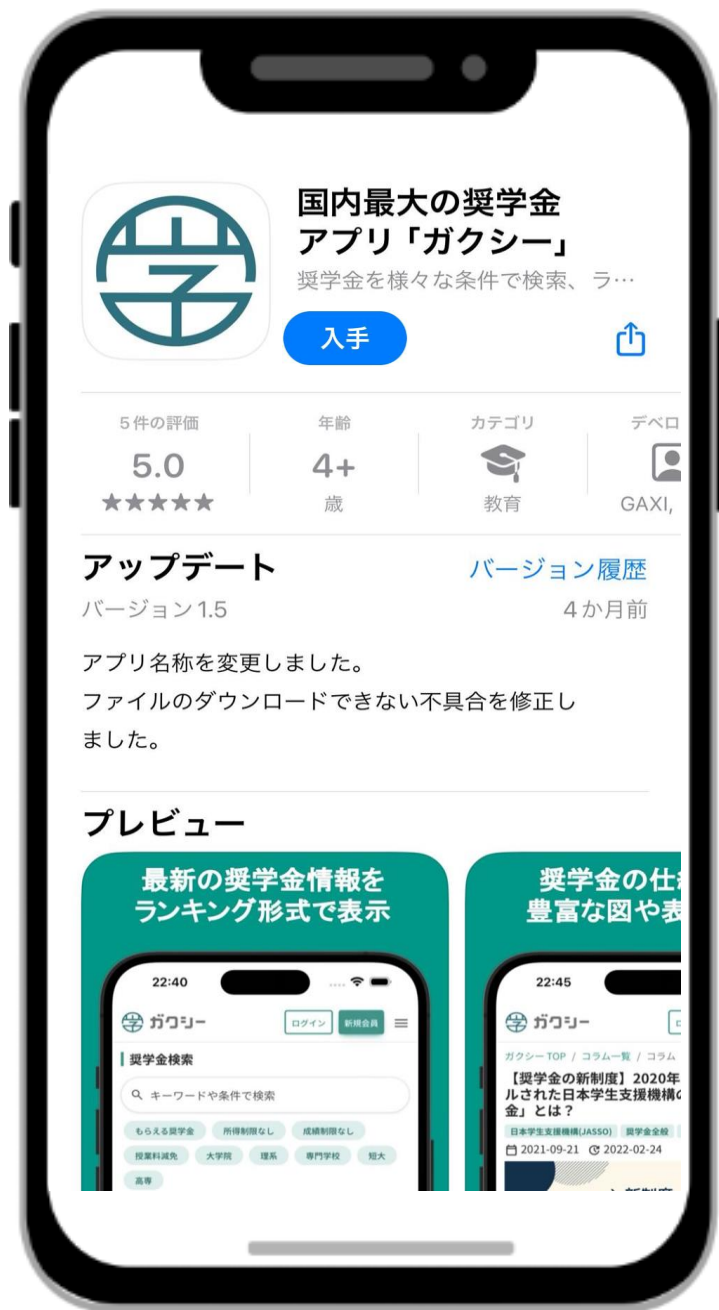 国内最大の奨学金
アプリ「ガクシー」
奨学金を様々な条件で検索、ラ…
入手
5件の評価
5.0
★★★★★
年齢
4+
歳
カテゴリ
教育
デベロ
GAXI,
アップデート
バージョン履歴
バージョン1.5
4か月前
アプリ名称を変更しました。
ファイルのダウンロードできない不具合を修正し
ました。
プレビュー
最新の奨学金情報を
ランキング形式で表示
22:40
ガクシー
ログイン
新規会員
奨学金検索
キーワードや条件で検索
もらえる奨学金 所得制限なし 成績制限なし
授業料減免 大学院 理系 専門学校 短大
高専
奨学金の仕
豊富な図や表
22:45
ガクシー
ガクシーTOP / コラム一覧 / コラム
【奨学金の新制度】2020年
ルされた日本学生支援機構の
金」とは？
日本学生支援機構(JASSO) 奨学金全般
2021-09-21 2022-02-24